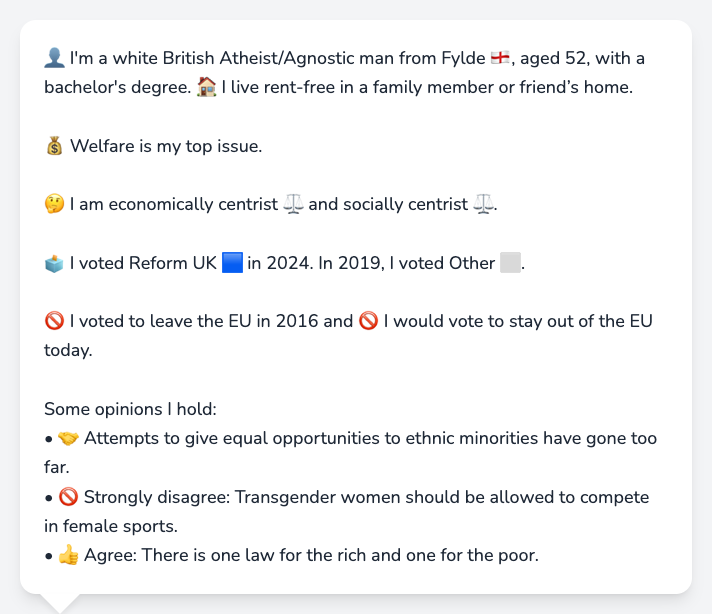 👤 I'm a white British Atheist/Agnostic man from Fylde 🏴󠁧󠁢󠁥󠁮󠁧󠁿, aged 52, with a
bachelor's degree. 🏠 I live rent-free in a family member or friend’s home.
💰 Welfare is my top issue.
🤔 I am economically centrist ⚖️ and socially centrist ⚖️.
🗳️ I voted Reform UK 🟦 in 2024. In 2019, I voted Other ⬜.
🚫 I voted to leave the EU in 2016 and 🚫 I would vote to stay out of the EU
today.
Some opinions I hold:
• 🤝 Attempts to give equal opportunities to ethnic minorities have gone too
far.
• 🚫 Strongly disagree: Transgender women should be allowed to compete
in female sports.
• 👍 Agree: There is one law for the rich and one for the poor.